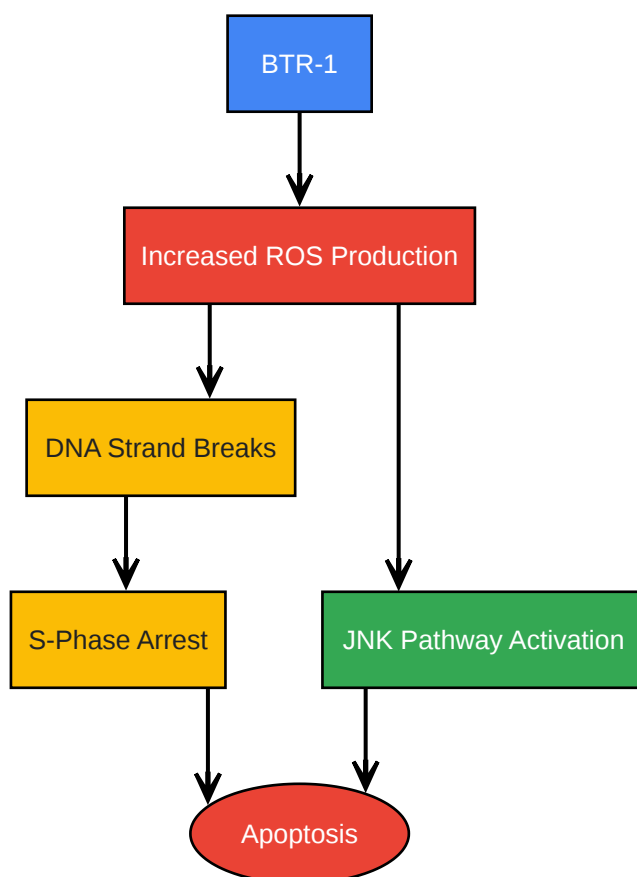 BTR-1
Increased ROS Production
DNA Strand Breaks
S-Phase Arrest
JNK Pathway Activation
Apoptosis